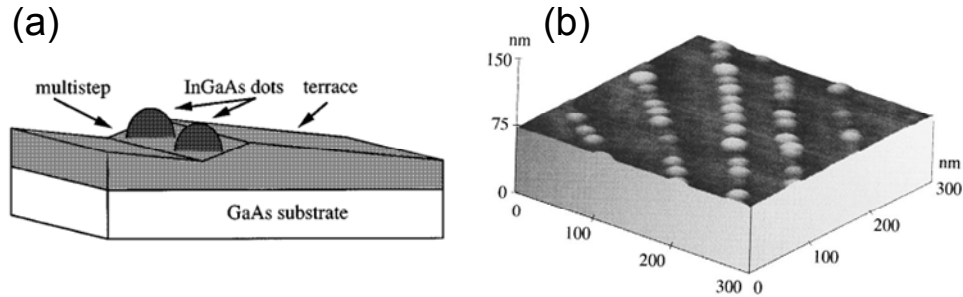 (a)
multistep
InGaAs dots
terrace
GaAs substrate
(b)
nm
150
75
0
0
100
200
300
0
100
200
300
nm